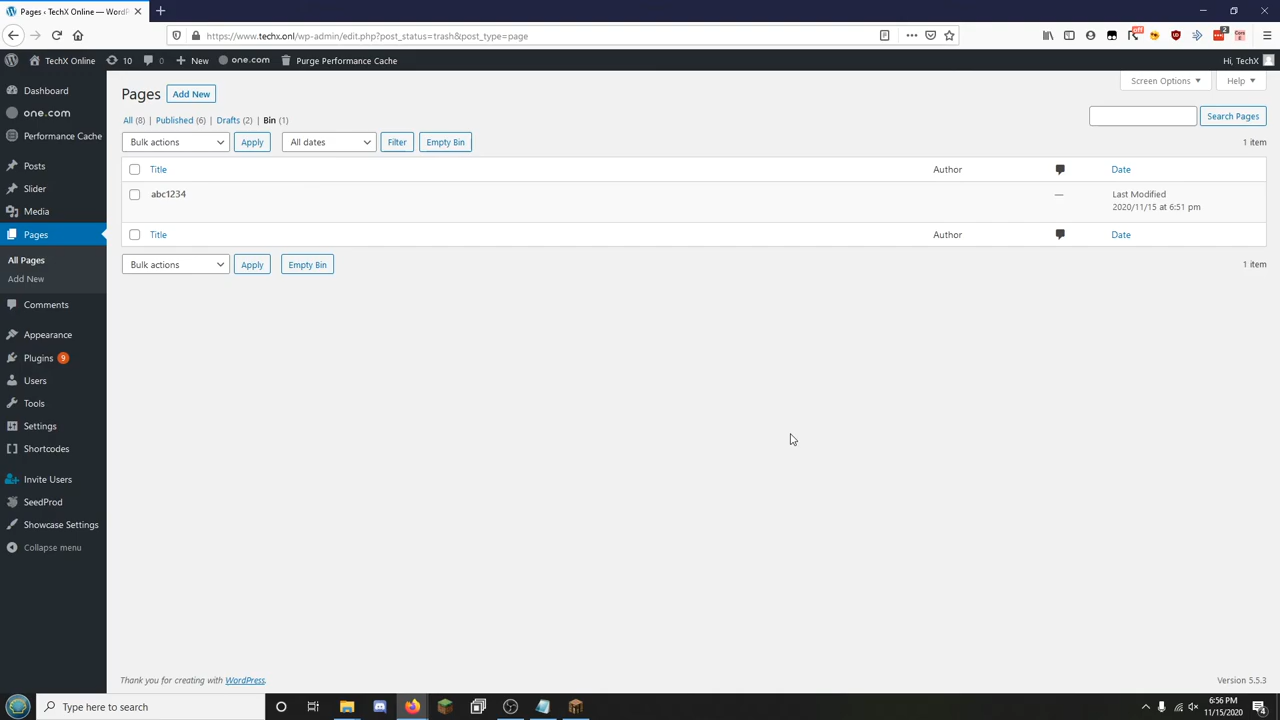 Pages ‹ TechX Online — WordP
https://www.techx.onl/wp-admin/edit.php?post_status=trash&post_type=page
TechX Online 10 0 New one.com Purge Performance Cache Hi, TechX
Dashboard
one.com
Performance Cache
Posts
Slider
Media
Pages
All Pages
Add New
Comments
Appearance
Plugins 9
Users
Tools
Settings
Shortcodes
Invite Users
SeedProd
Showcase Settings
Collapse menu
Screen Options Help
Pages Add New
All (8) | Published (6) | Drafts (2) | Bin (1)
Search Pages
Bulk actions Apply All dates Filter Empty Bin 1 item
Title Author Date
abc1234 — Last Modified
2020/11/15 at 6:51 pm
Title Author Date
Bulk actions Apply Empty Bin 1 item
Thank you for creating with WordPress. Version 5.5.3
Type here to search
6:56 PM
11/15/2020